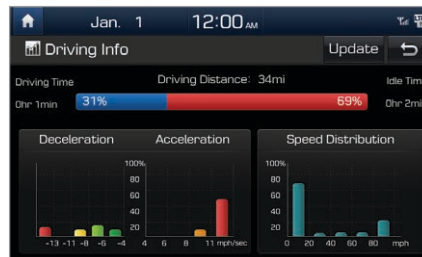 Jan. 1 12:00 AM
Driving Info Update
Driving Time Driving Distance: 34mi Idle Tim
0hr 1min 31% 69% 0hr 2mi
Deceleration Acceleration Speed Distribution
100% 100%
80 80
60 60
40 40
20 20
-13 -11 -8 -6 -4 4 6 8 11 mph/sec 0 20 40 60 80 mph